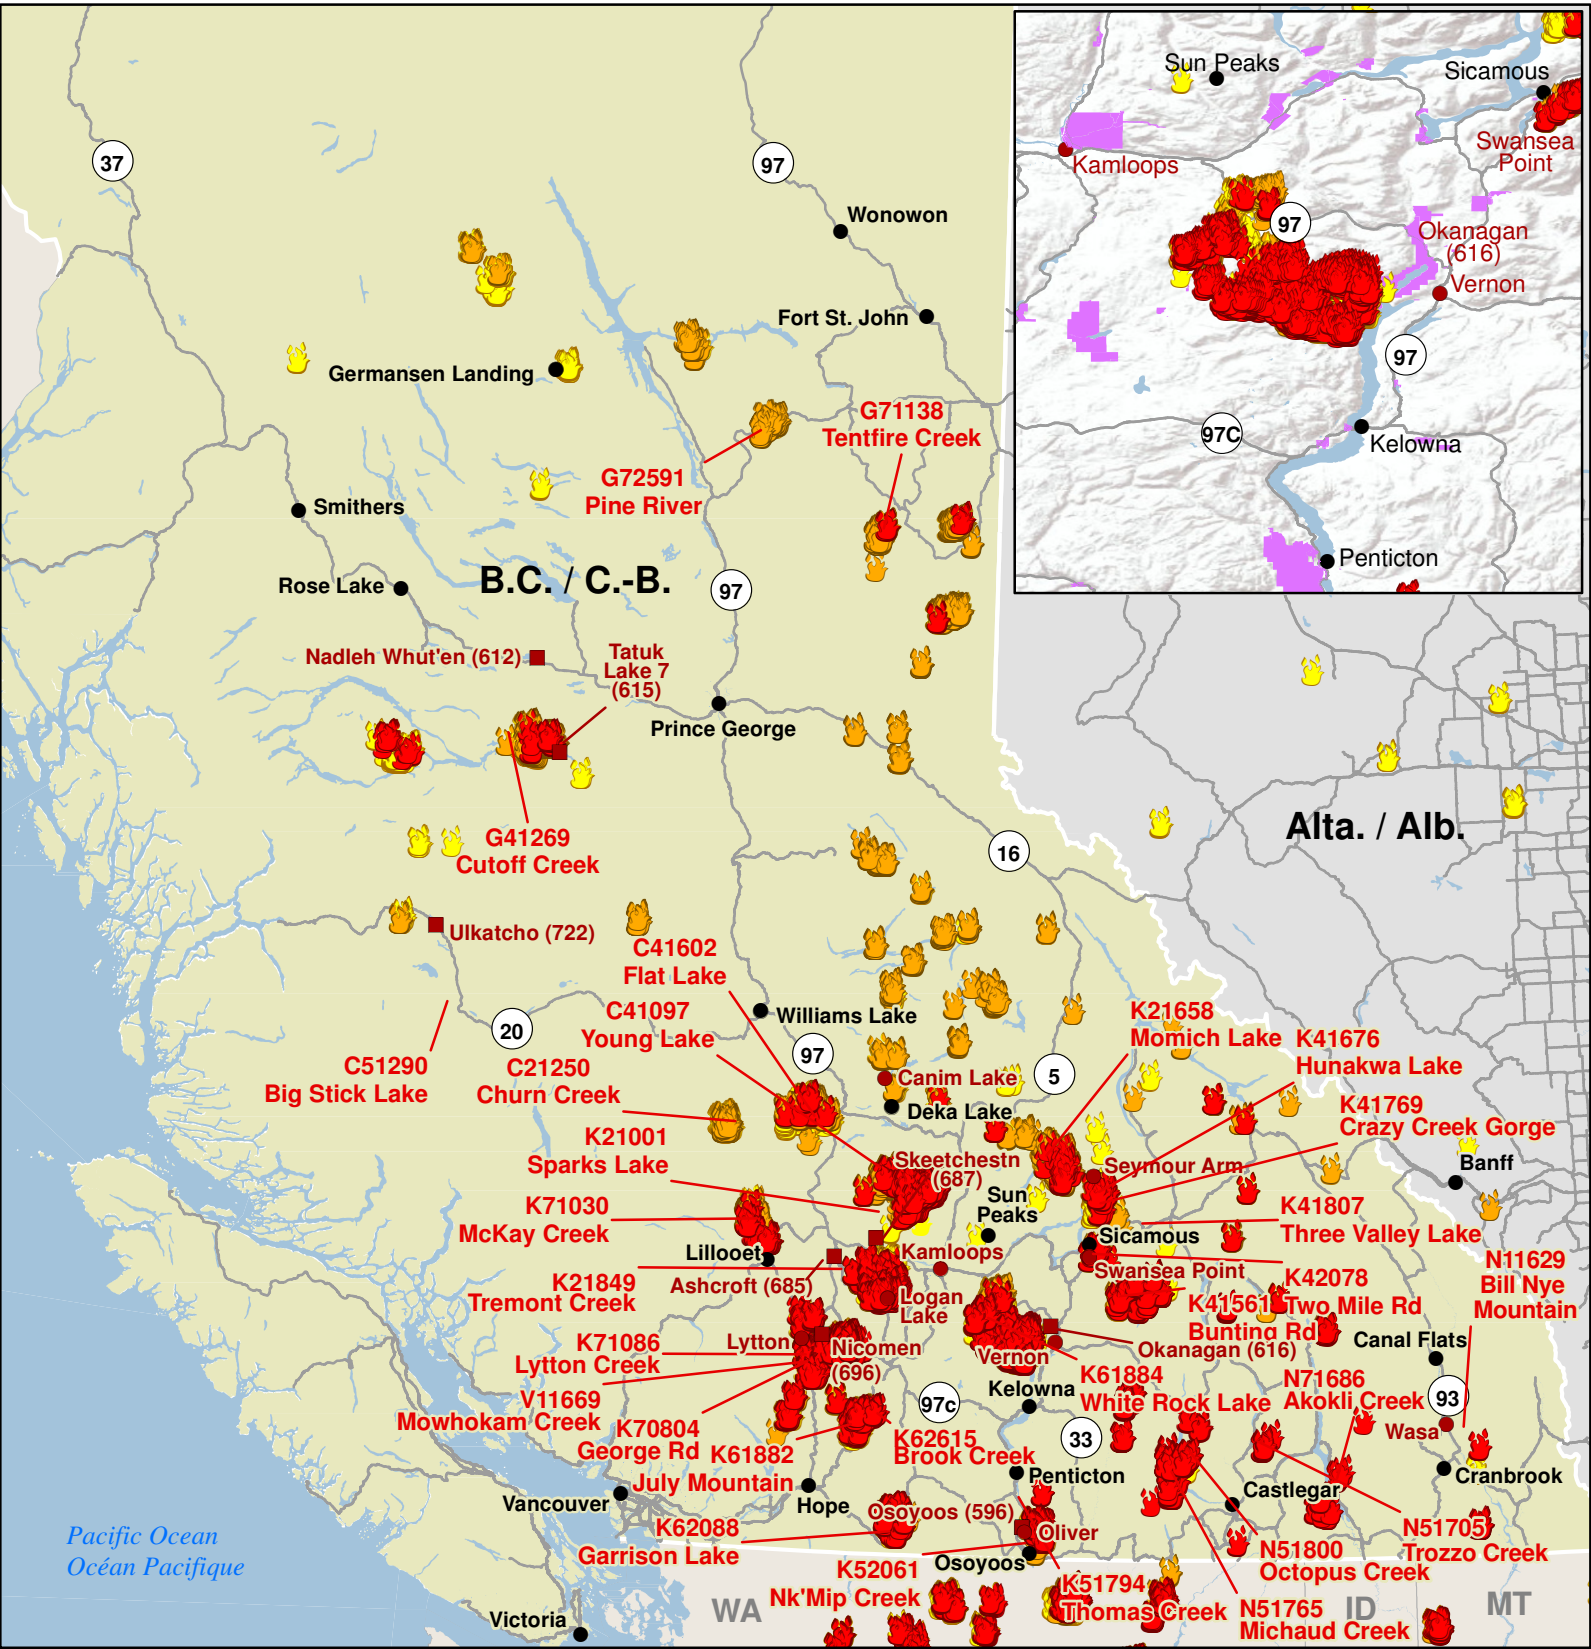 37
97
Wonowon
Fort St. John
Germansen Landing
G71138
Tentfire Creek
G72591
Pine River
Smithers
Rose Lake
B.C. / C.-B.
97
Nadleh Whut'en (612)
Tatuk
Lake 7
(615)
Prince George
G41269
Cutoff Creek
16
Alta. / Alb.
Ulkatcho (722)
C41602
Flat Lake
C41097
Young Lake
20
Williams Lake
97
C51290
Big Stick Lake
C21250
Churn Creek
Canim Lake
Deka Lake
5
K21658
Momich Lake
K41676
Hunakwa Lake
K41769
Crazy Creek Gorge
K21001
Sparks Lake
Skeetchestn
(687)
Seymour Arm
Banff
Sun
Peaks
K71030
McKay Creek
K41807
Three Valley Lake
Sicamous
Lillooet
Kamloops
Swansea Point
K21849
Tremont Creek
Ashcroft (685)
Logan
Lake
K42078
Two Mile Rd
N11629
Bill Nye
Mountain
K41561
Bunting Rd
Canal Flats
K71086
Lytton Creek
Lytton
Nicomen
(696)
Vernon
Okanagan (616)
K61884
White Rock Lake
N71686
Akokli Creek
Kelowna
97c
93
V11669
Mowhokam Creek
K70804
George Rd
K61882
July Mountain
K62615
Brook Creek
33
Wasa
Penticton
Cranbrook
Castlegar
Vancouver
Hope
Osoyoos (596)
Oliver
K62088
Garrison Lake
Osoyoos
N51705
Trozzo Creek
N51800
Octopus Creek
Pacific Ocean
Océan Pacifique
K52061
Nk'Mip Creek
K51794
Thomas Creek
N51765
Michaud Creek
WA
ID
MT
Victoria
Sun Peaks
Sicamous
Kamloops
Swansea
Point
97
Okanagan
(616)
Vernon
97
97C
Kelowna
Penticton